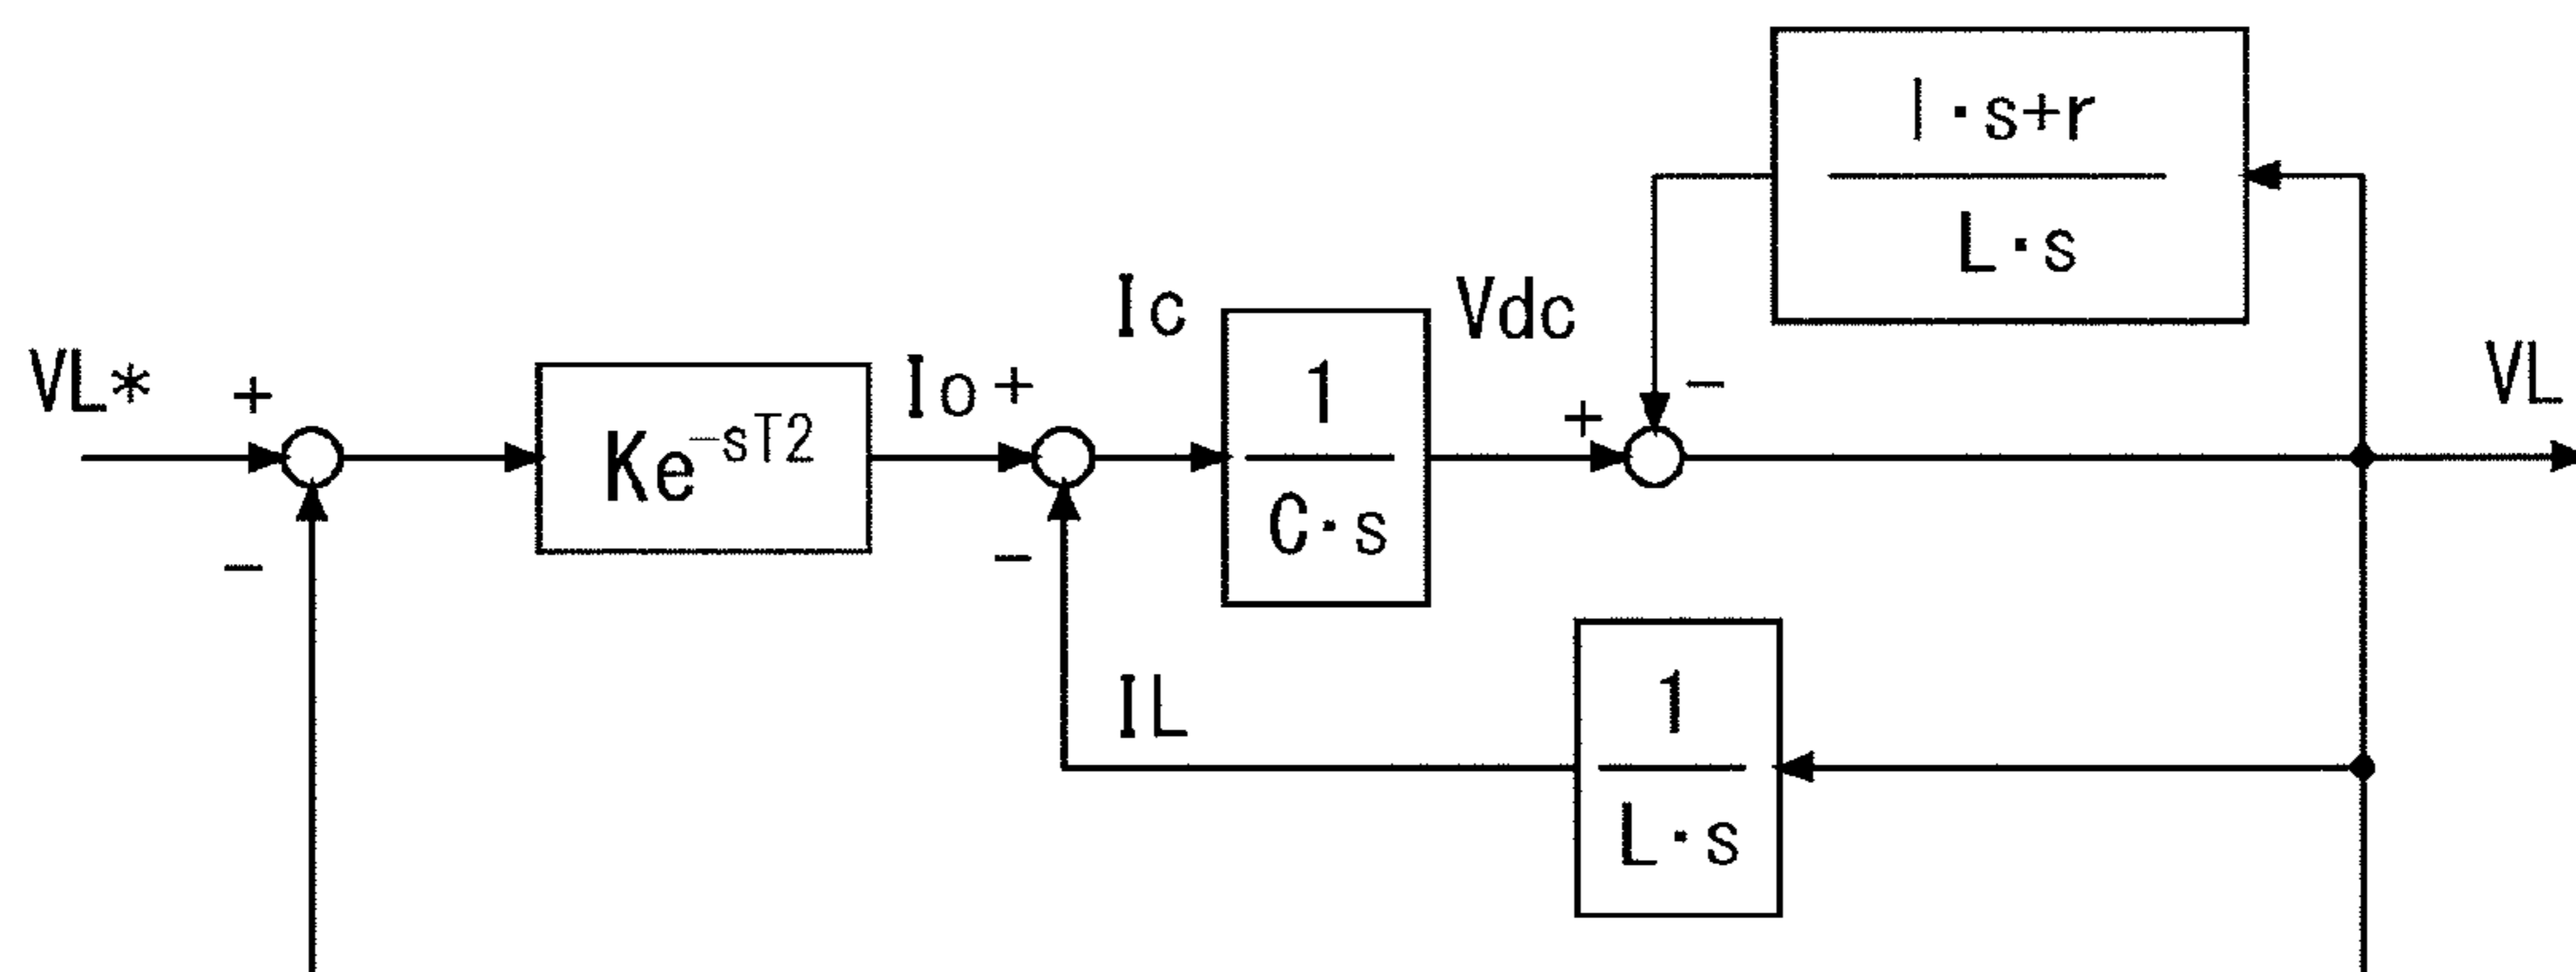 l·s+r
L·s
VL*
+
-
Ke^-sT2
Io
+
-
Ic
1
C·s
Vdc
+
-
VL
IL
1
L·s